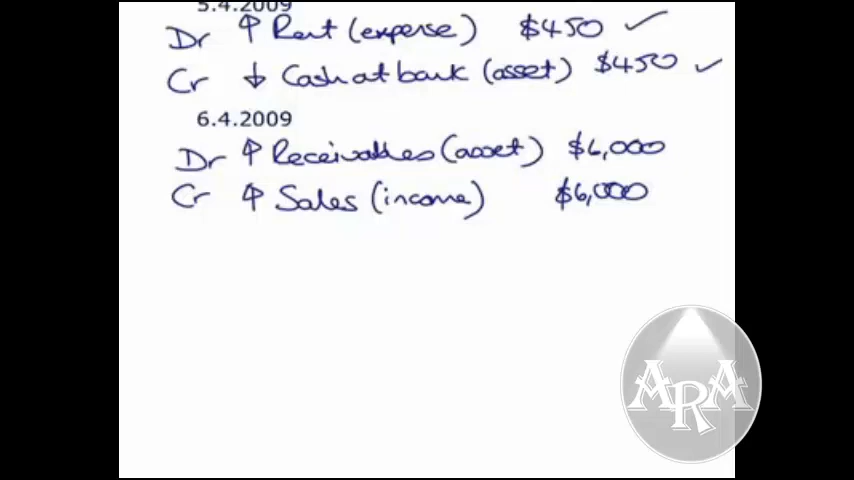 5.4.2009
Dr ↑ Rent (expense) $450 ✓
Cr ↓ Cash at bank (asset) $450 ✓
6.4.2009
Dr ↑ Receivables (asset) $6,000
Cr ↑ Sales (income) $6,000
ARA